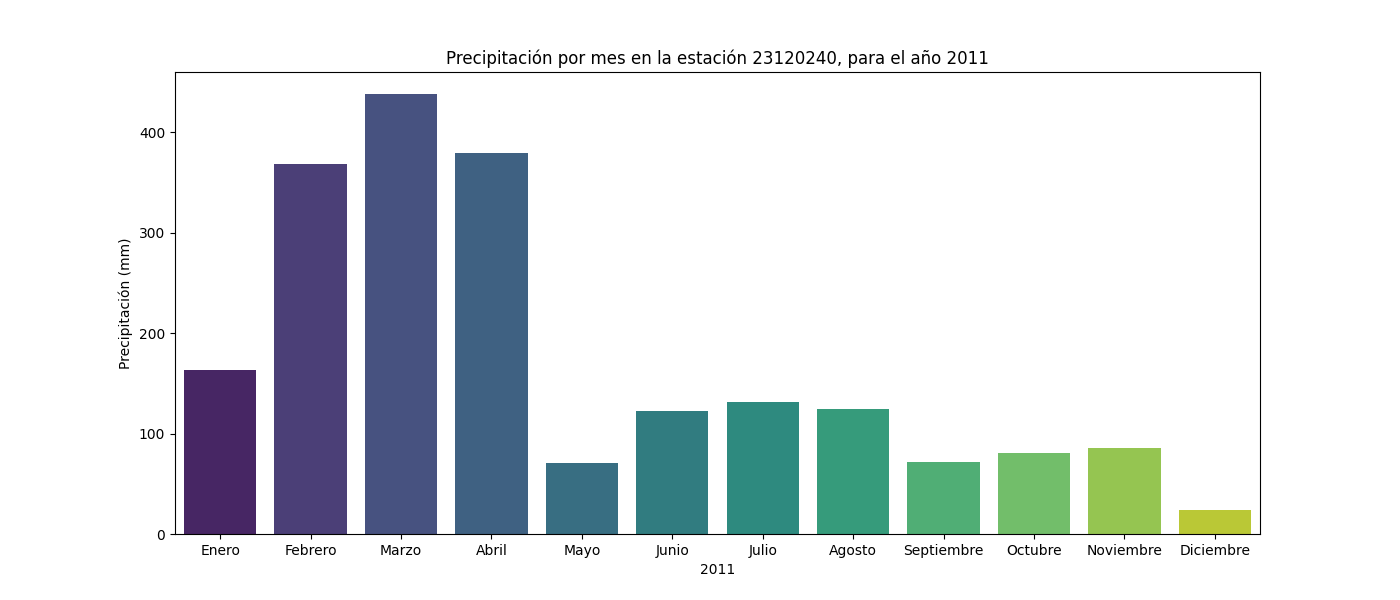 Precipitación por mes en la estación 23120240, para el año 2011
Precipitación (mm)
400
300
200
100
0
Enero Febrero Marzo Abril Mayo Junio Julio Agosto Septiembre Octubre Noviembre Diciembre
2011